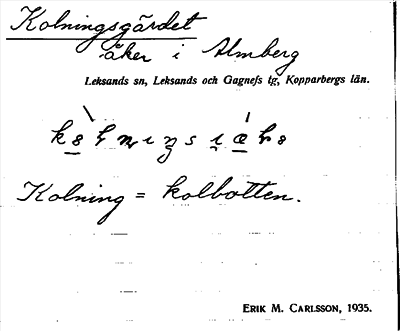 Kolningsgärdet
åker i Almberg
Leksands sn, Leksands och Gagnefs tg, Kopparbergs län.
Kolning = kolbotten.
ERIK M. CARLSSON, 1935.